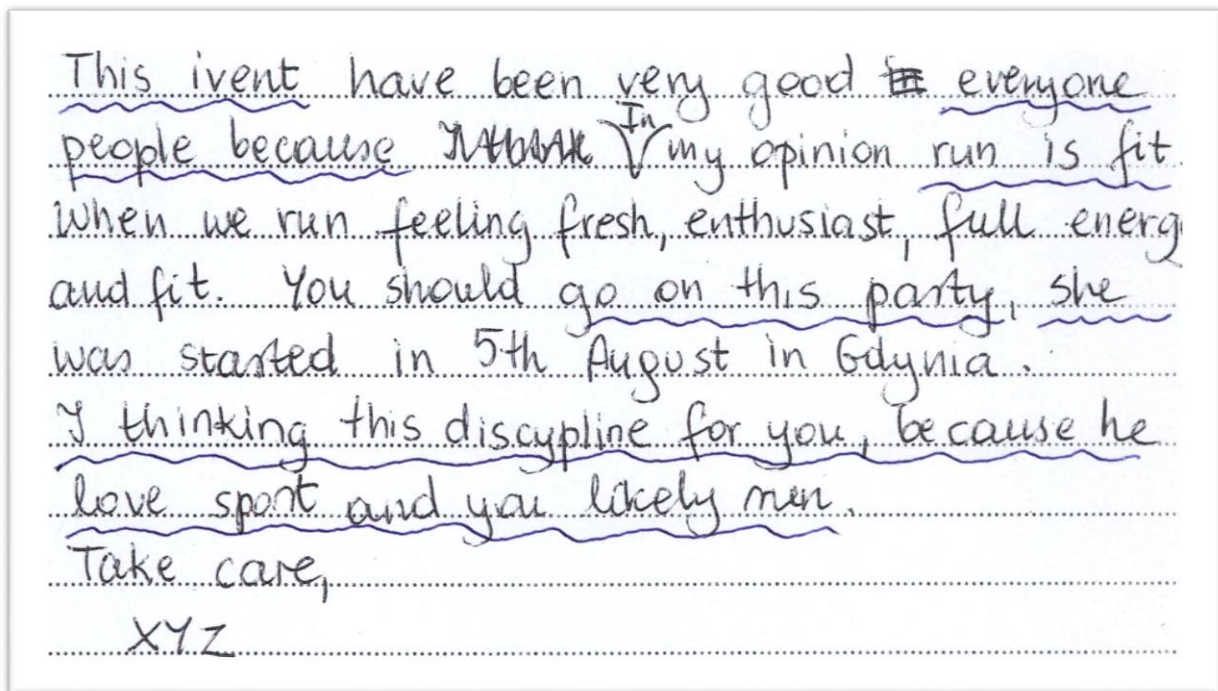 This ivent have been very good everyone
people because In my opinion run is fit
When we run feeling fresh, enthusiast, full energ
and fit. You should go on this party, she
was started in 5th August in Gdynia.
I thinking this discypline for you, because he
love sport and you likely run.
Take care,
XYZ